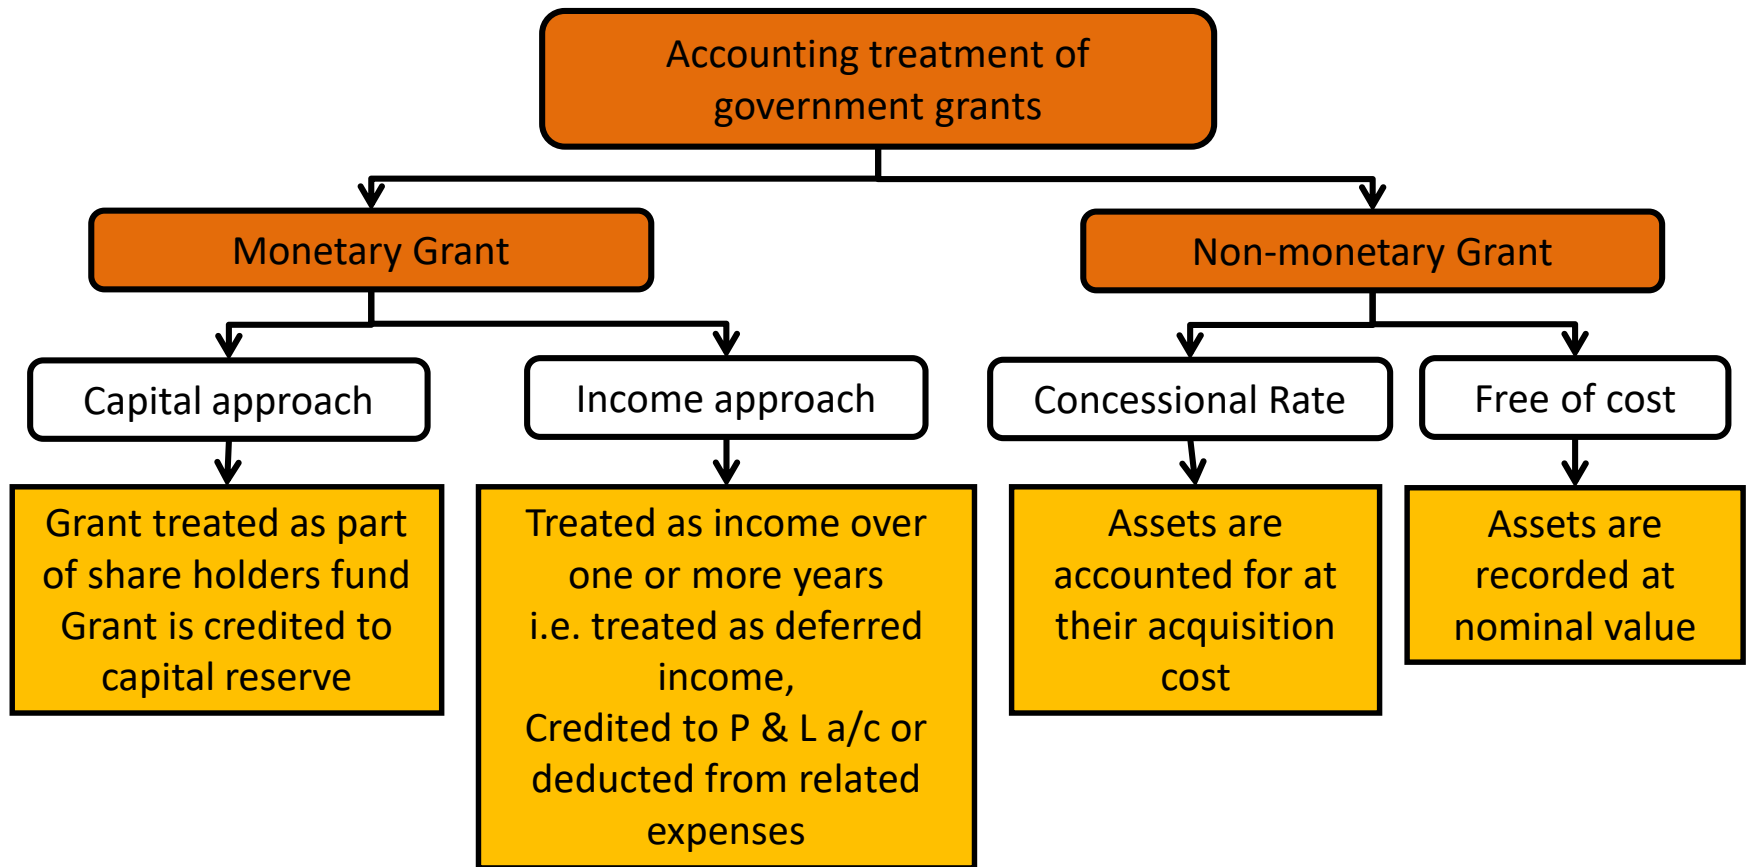 Accounting treatment of
government grants
Monetary Grant
Non-monetary Grant
Capital approach
Income approach
Concessional Rate
Free of cost
Grant treated as part
of share holders fund
Grant is credited to
capital reserve
Treated as income over
one or more years
i.e. treated as deferred
income,
Credited to P & L a/c or
deducted from related
expenses
Assets are
accounted for at
their acquisition
cost
Assets are
recorded at
nominal value